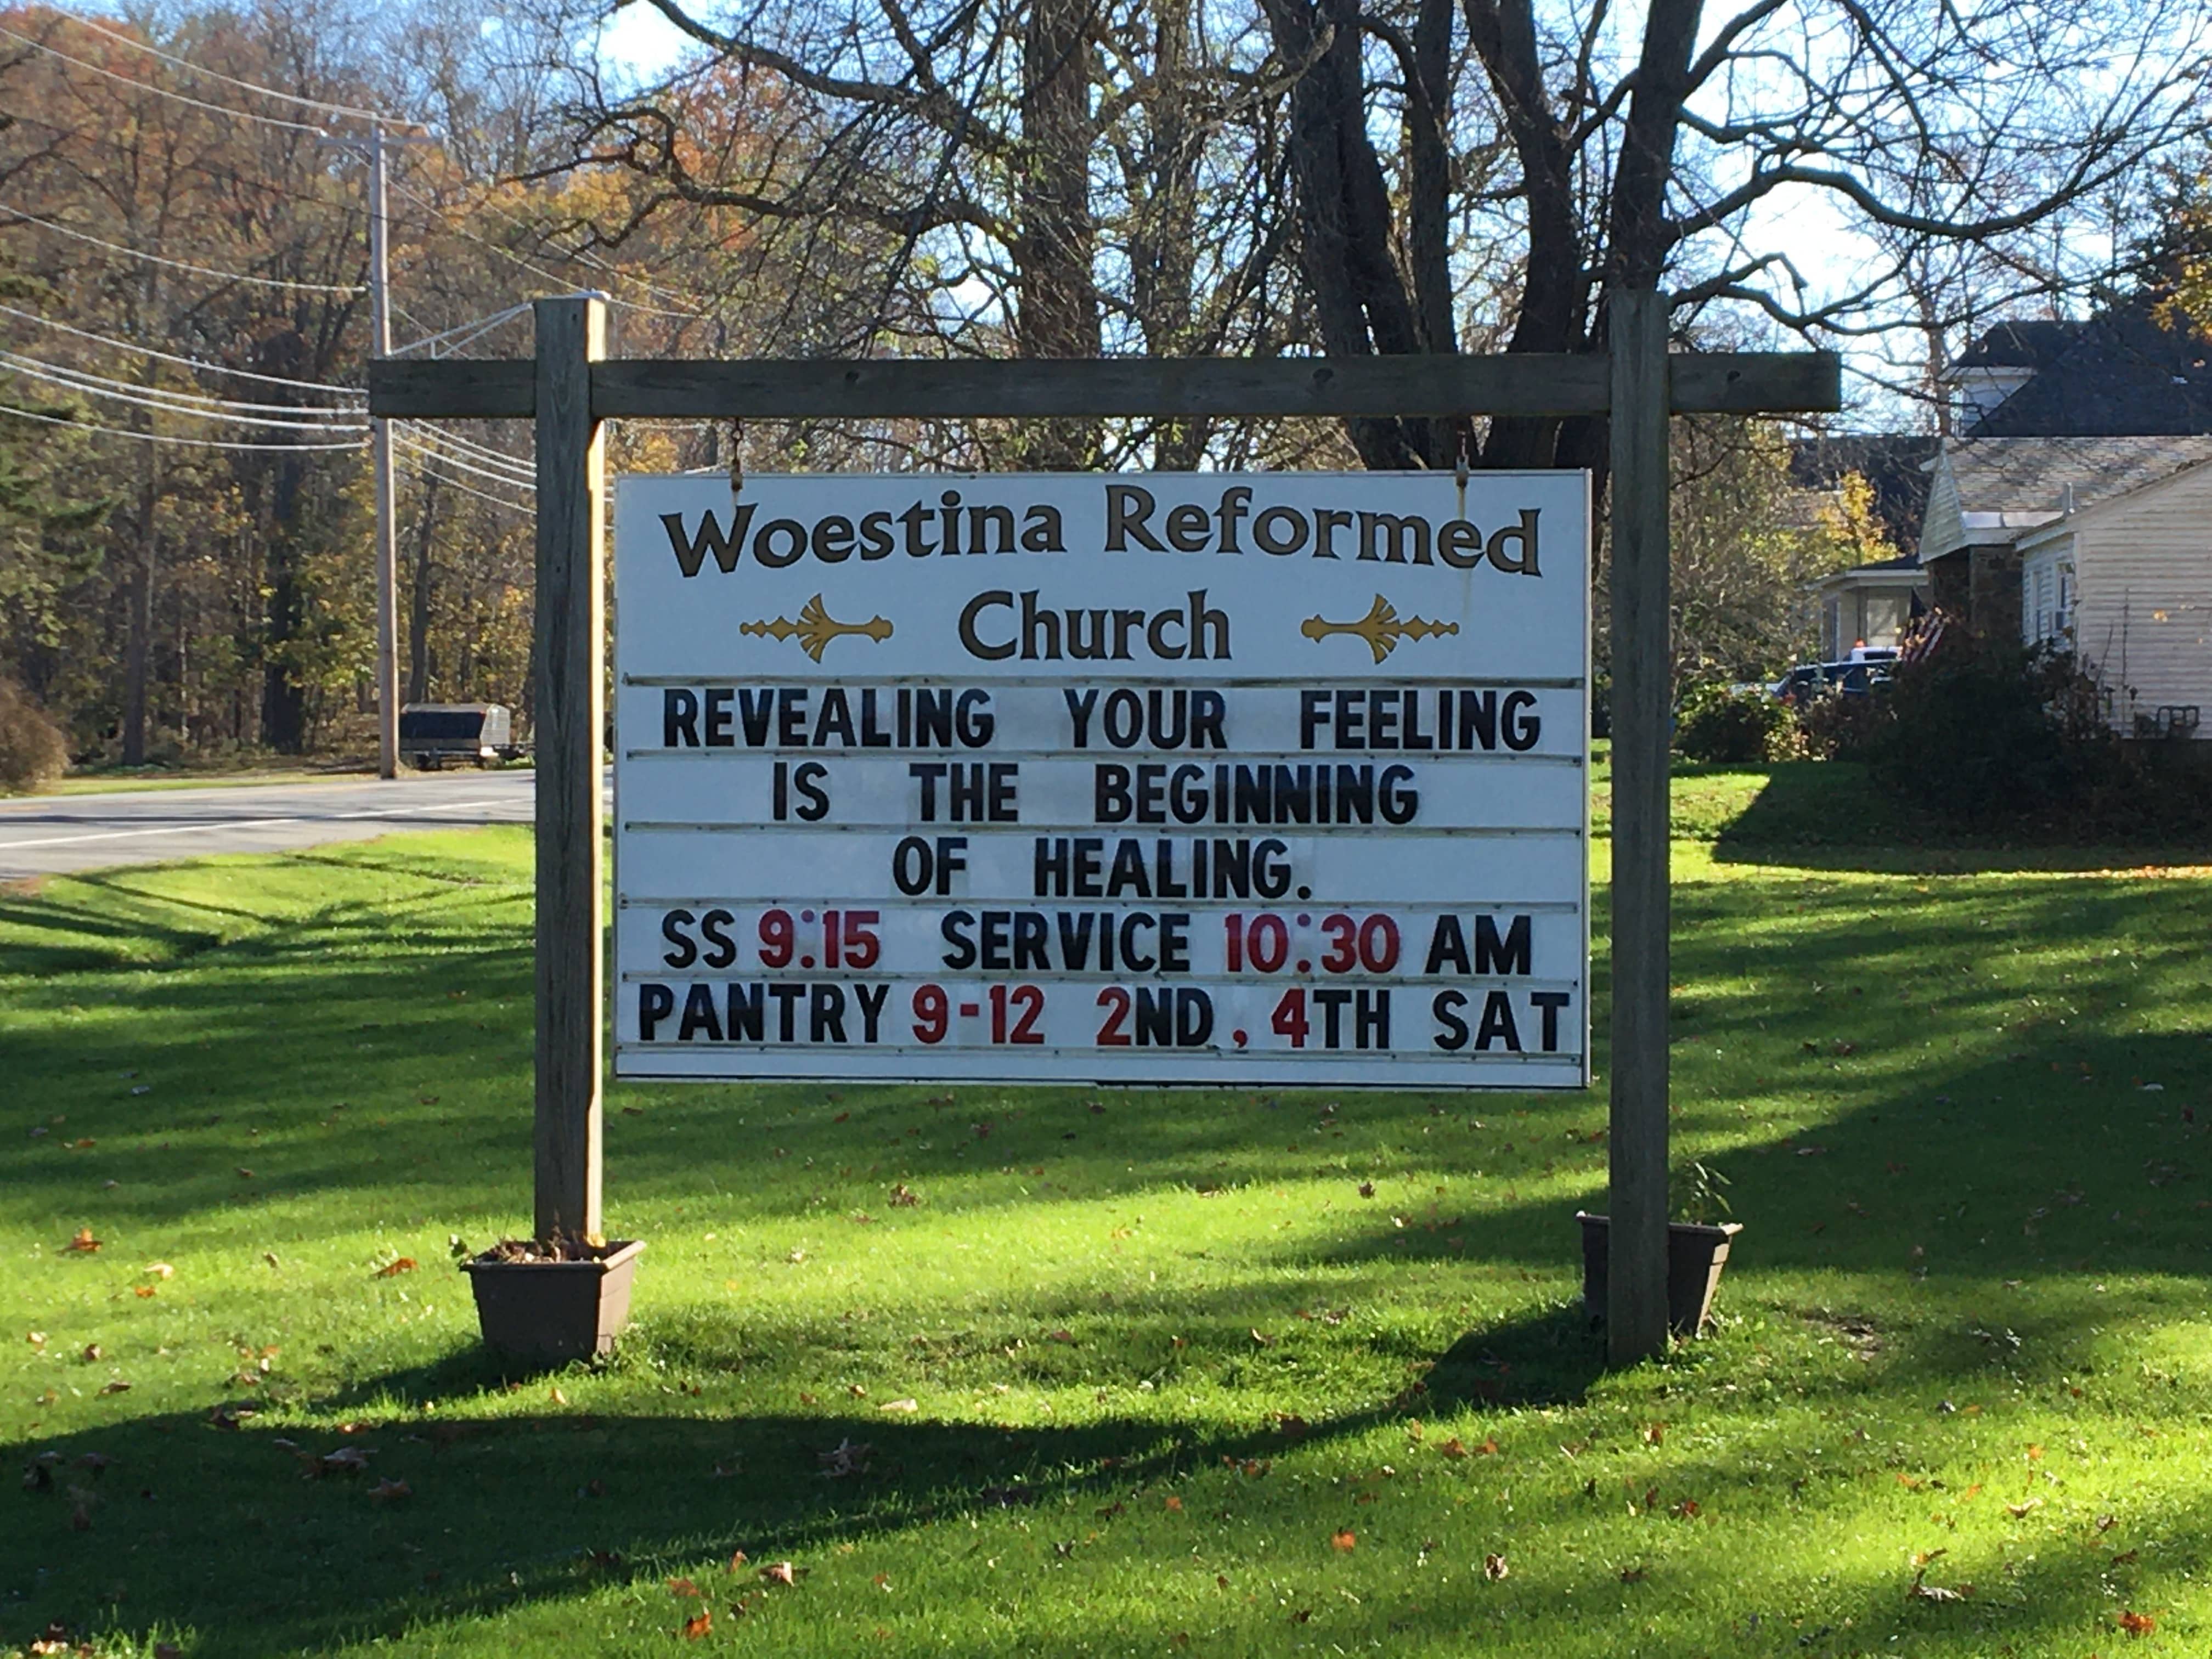 Woestina Reformed
Church
REVEALING YOUR FEELING
IS THE BEGINNING
OF HEALING.
SS 9:15 SERVICE 10:30 AM
PANTRY 9-12 2ND, 4TH SAT